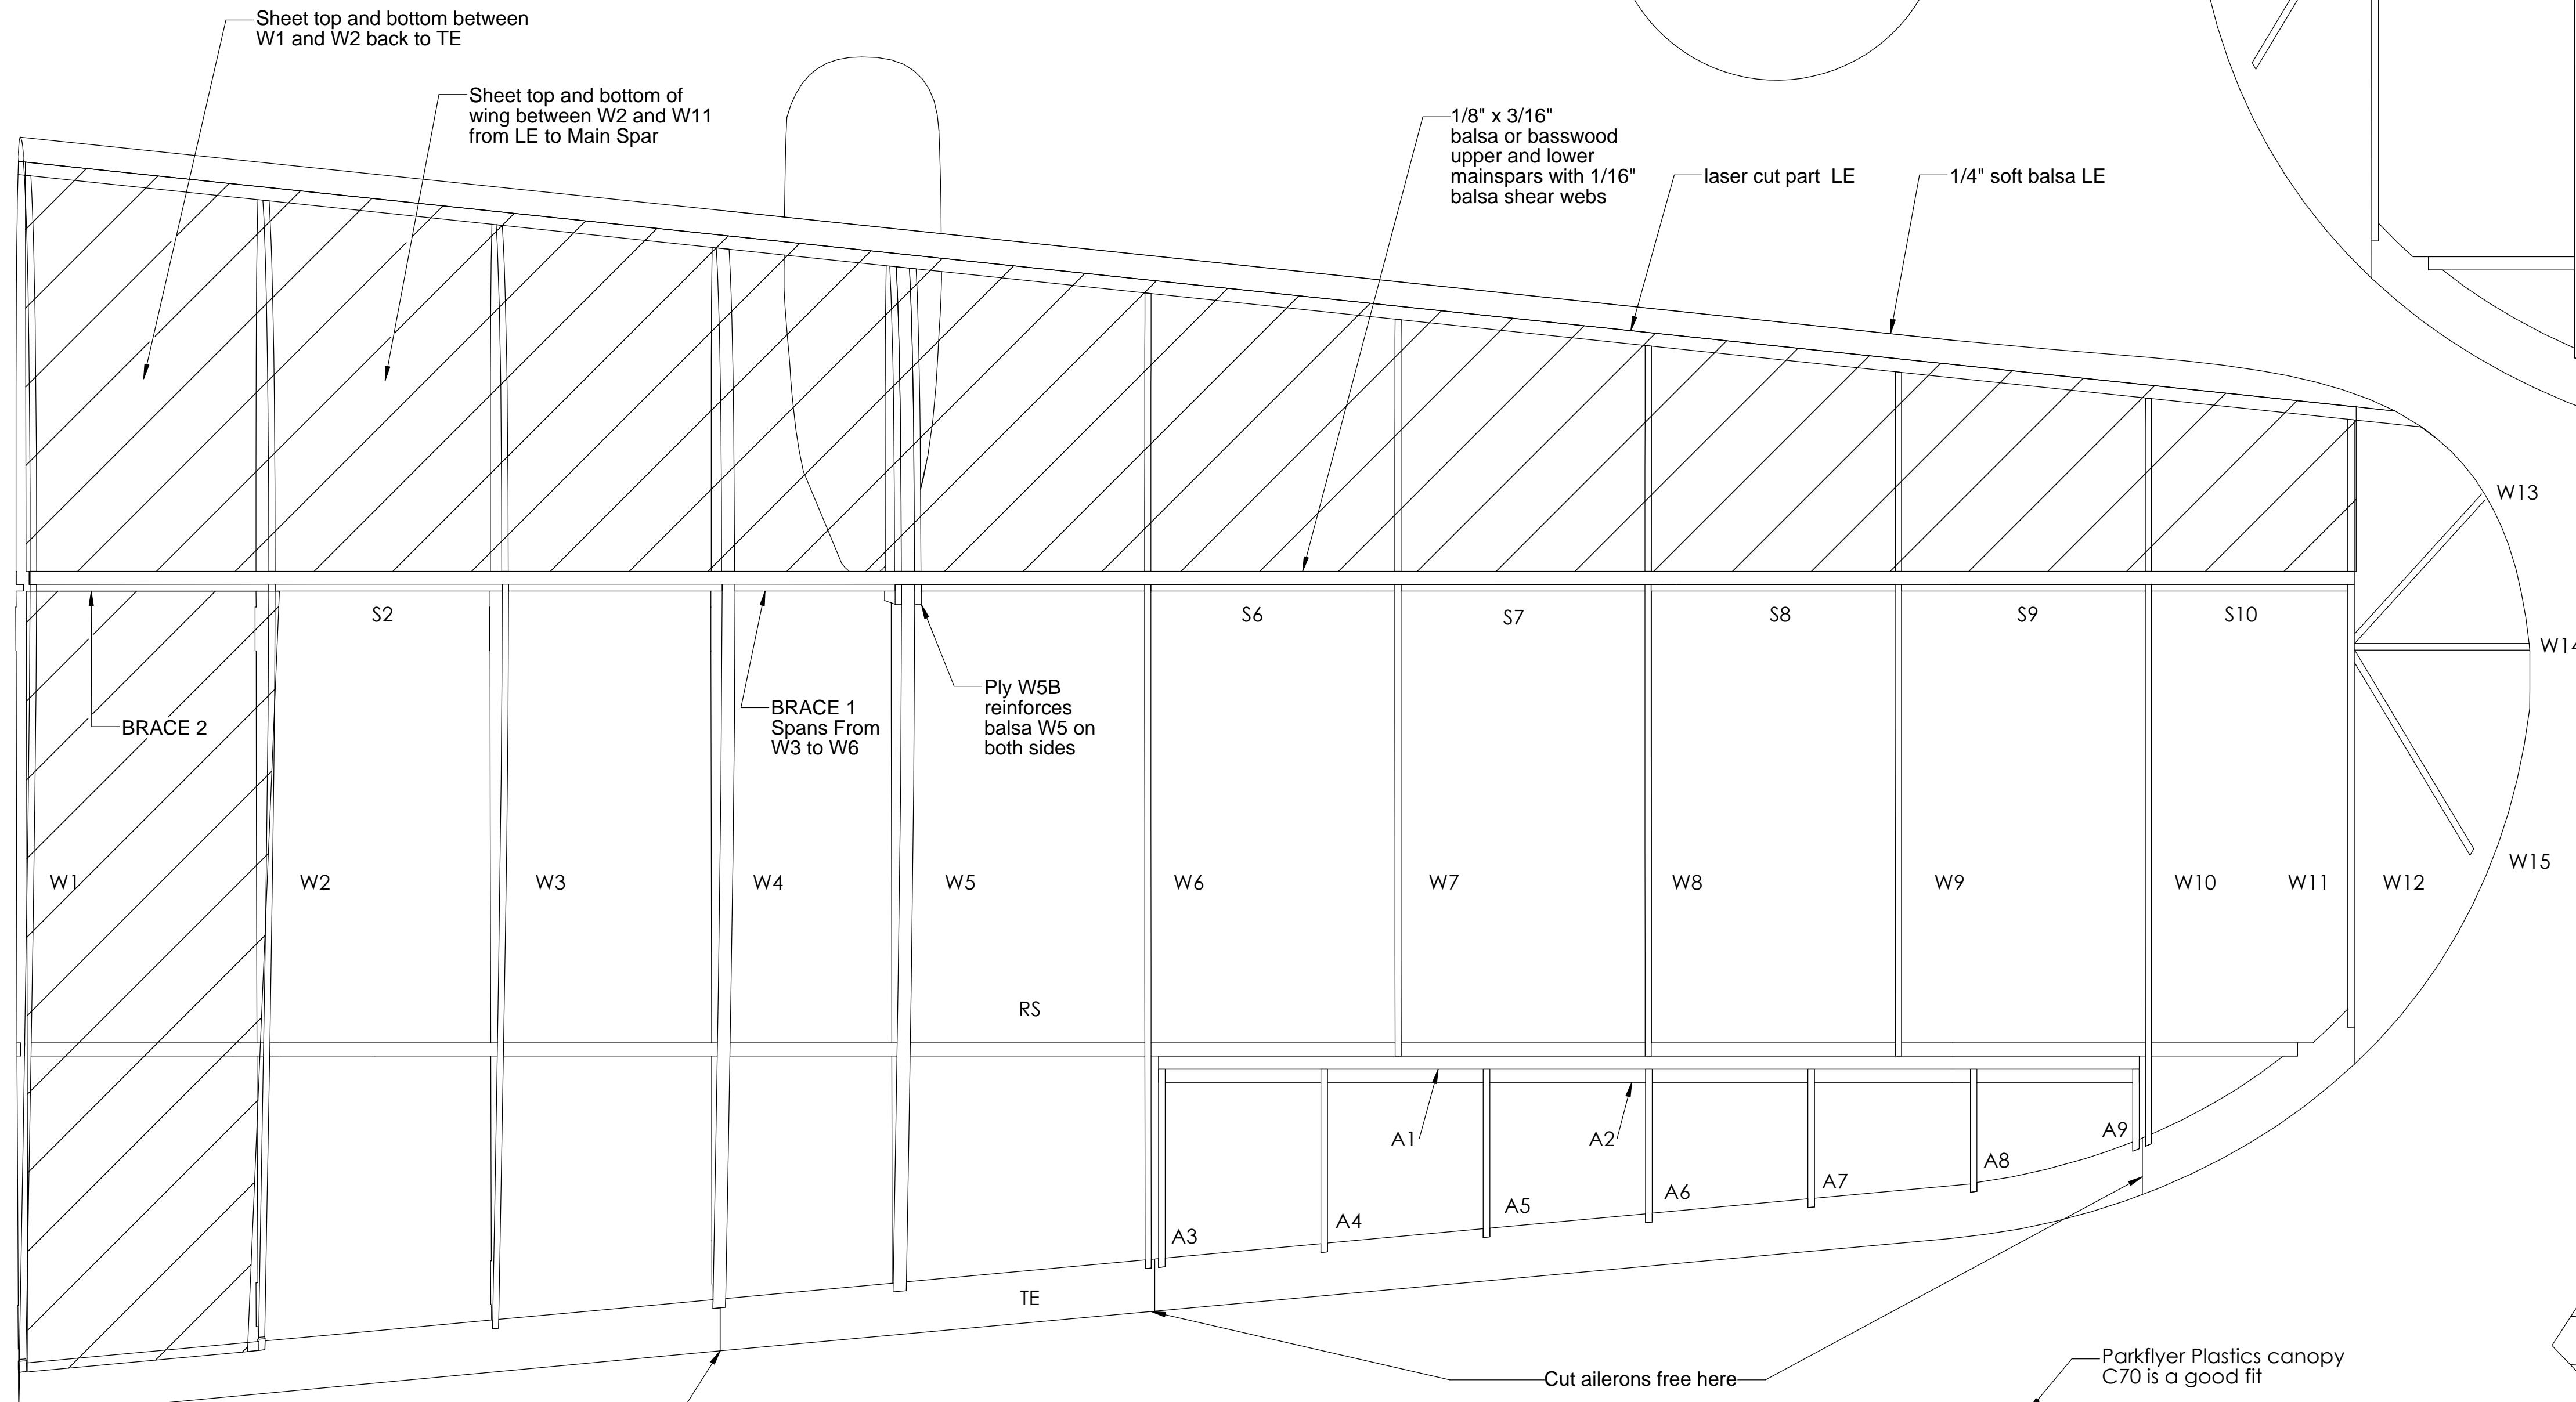 Sheet top and bottom between
W1 and W2 back to TE
Sheet top and bottom of
wing between W2 and W11
from LE to Main Spar
1/8" x 3/16"
balsa or basswood
upper and lower
mainspars with 1/16"
balsa shear webs
laser cut part LE
1/4" soft balsa LE
W13
S2
S6
S7
S8
S9
S10
W14
BRACE 2
BRACE 1
Spans From
W3 to W6
Ply W5B
reinforces
balsa W5 on
both sides
W15
W1
W2
W3
W4
W5
W6
W7
W8
W9
W10
W11
W12
RS
A1
A2
A9
A8
A7
A6
A5
A4
A3
TE
Cut ailerons free here
Parkflyer Plastics canopy
C70 is a good fit